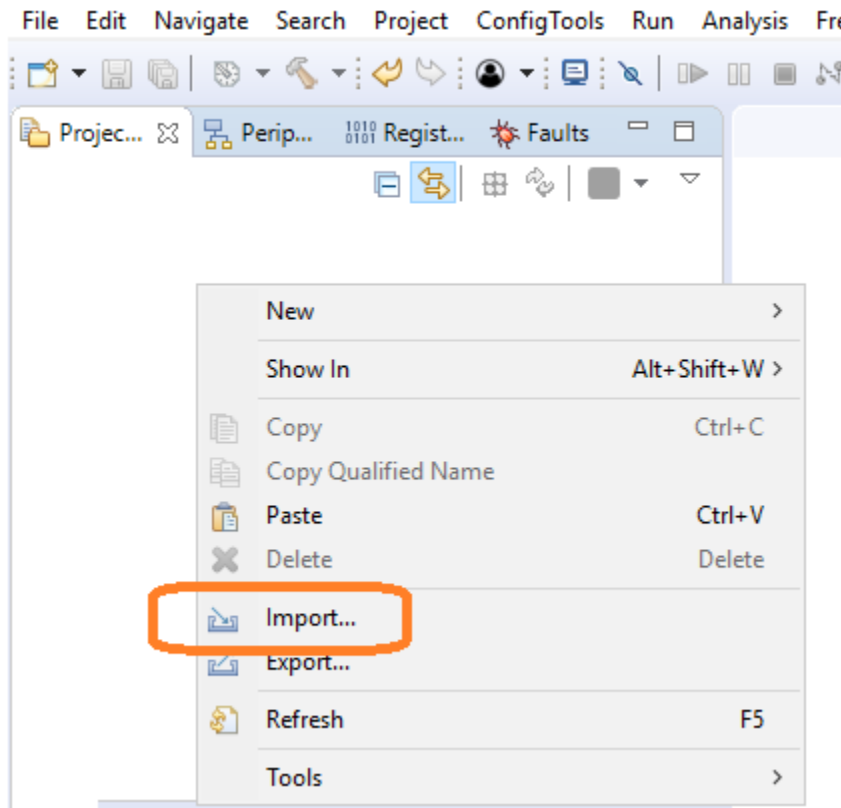 File Edit Navigate Search Project ConfigTools Run Analysis Fre
Projec... Perip... 1010 0101 Regist... Faults
New
Show In Alt+Shift+W
Copy Ctrl+C
Copy Qualified Name
Paste Ctrl+V
Delete Delete
Import...
Export...
Refresh F5
Tools